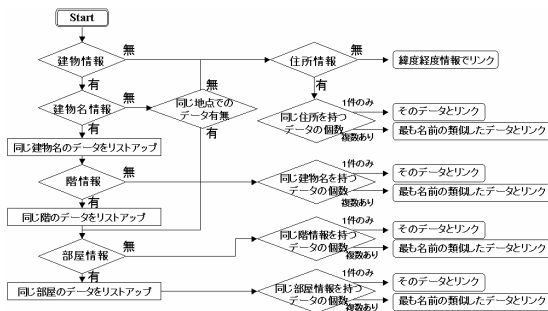 Start
建物情報
無
有
住所情報
無
緯度経度情報でリンク
有
建物名情報
無
同じ地点での
データ有無
無
有
有
同じ住所を持つ
データの個数
1件のみ
そのデータとリンク
複数あり
最も名前の類似したデータとリンク
同じ建物名のデータをリストアップ
階情報
無
有
同じ建物名を持つ
データの個数
1件のみ
そのデータとリンク
複数あり
最も名前の類似したデータとリンク
同じ階のデータをリストアップ
部屋情報
無
有
同じ階情報を持つ
データの個数
1件のみ
そのデータとリンク
複数あり
最も名前の類似したデータとリンク
同じ部屋のデータをリストアップ
同じ部屋情報を持つ
データの個数
1件のみ
そのデータとリンク
複数あり
最も名前の類似したデータとリンク